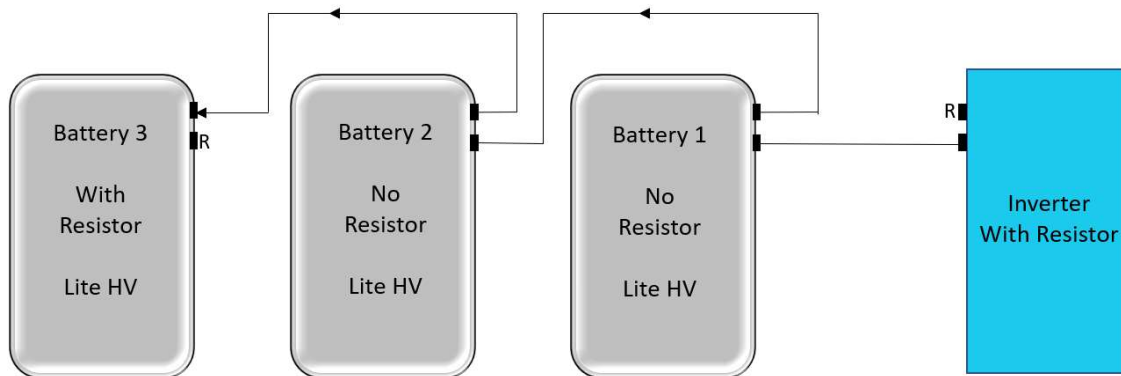 Battery 3
R
With
Resistor
Lite HV
Battery 2
No
Resistor
Lite HV
Battery 1
No
Resistor
Lite HV
R
Inverter
With Resistor